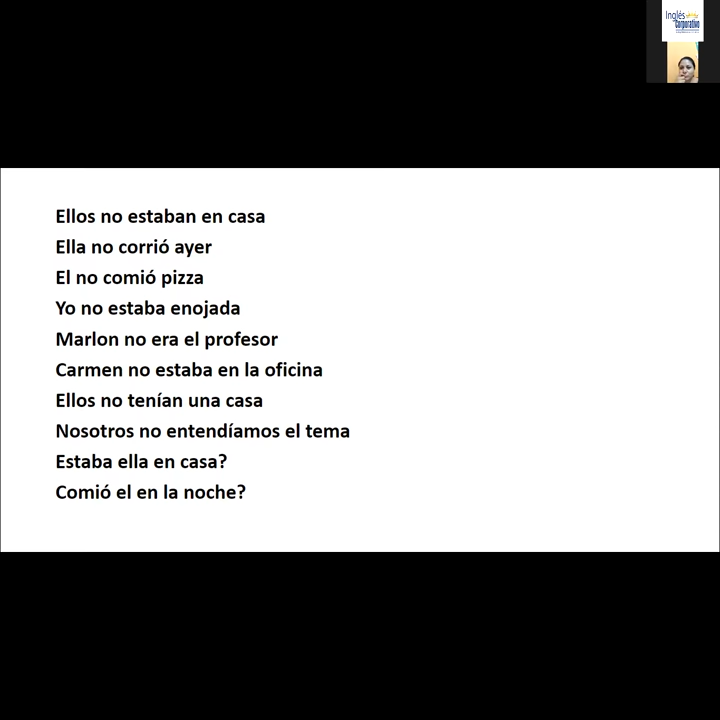 Inglés
Corporativo
Ellos no estaban en casa
Ella no corrió ayer
El no comió pizza
Yo no estaba enojada
Marlon no era el profesor
Carmen no estaba en la oficina
Ellos no tenían una casa
Nosotros no entendíamos el tema
Estaba ella en casa?
Comió el en la noche?